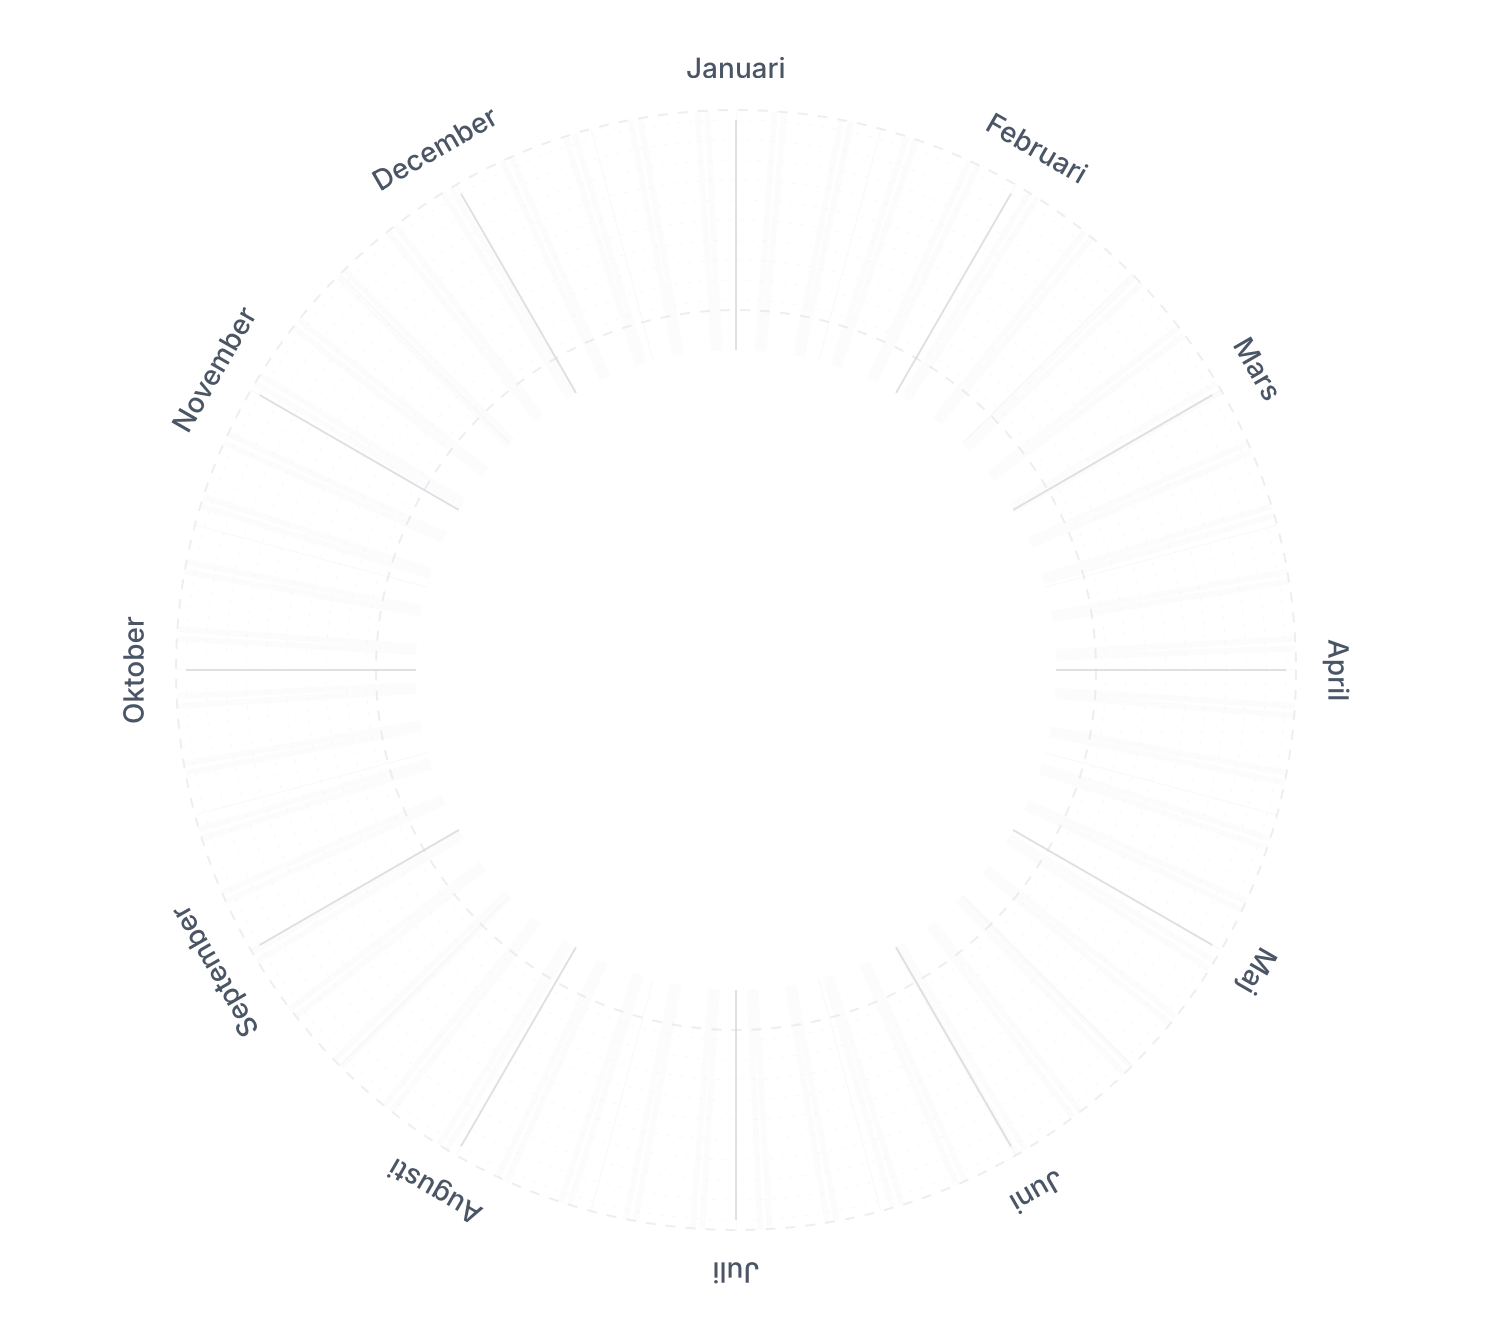 Januari
Februari
Mars
April
Maj
Juni
Juli
Augusti
September
Oktober
November
December